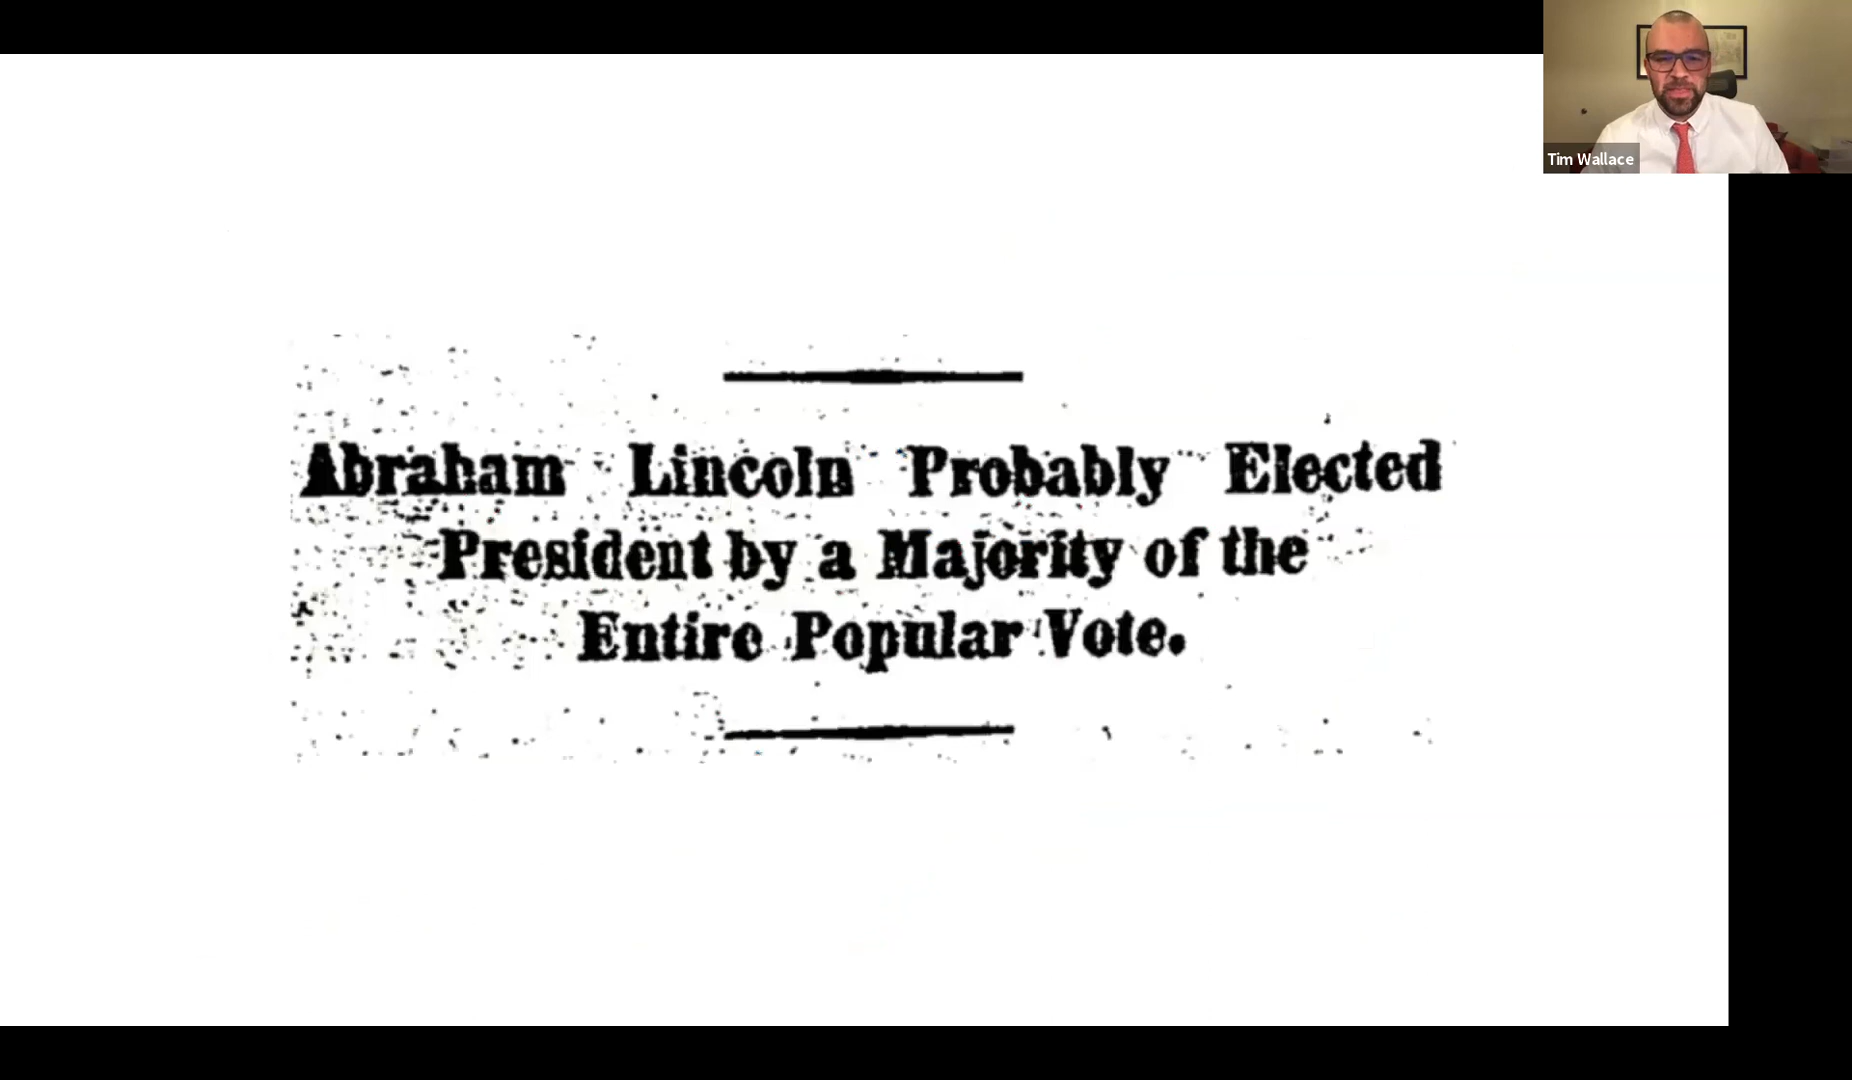 Tim Wallace
Abraham Lincoln Probably Elected
President by a Majority of the
Entire Popular Vote.